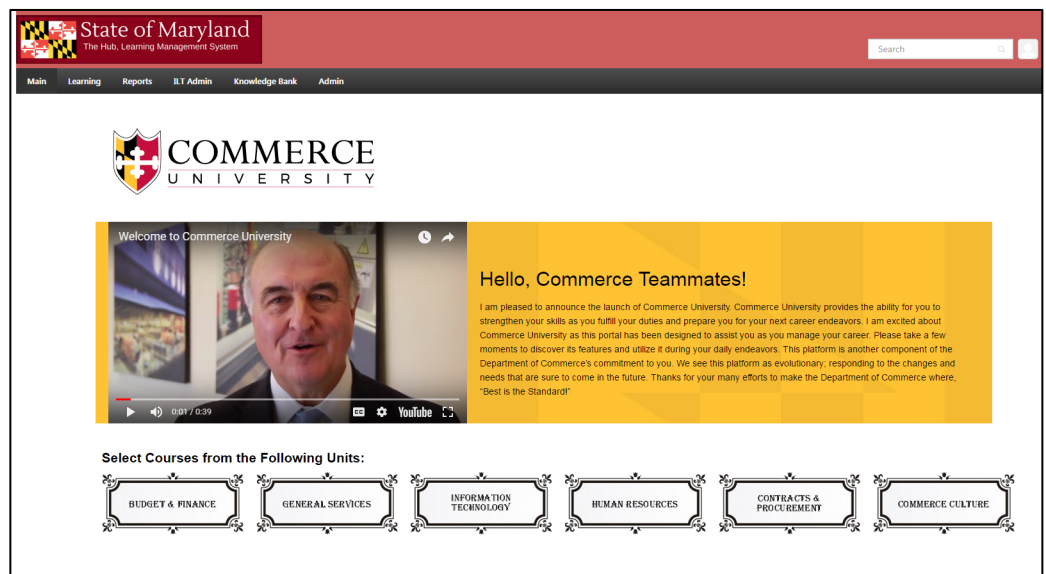 State of Maryland
The Hub, Learning Management System
Search
Main Learning Reports ILT Admin Knowledge Bank Admin
COMMERCE
UNIVERSITY
Welcome to Commerce University
0:01 / 0:39
CC
YouTube
Hello, Commerce Teammates!
I am pleased to announce the launch of Commerce University. Commerce University provides the ability for you to
strengthen your skills as you fulfill your duties and prepare you for your next career endeavors. I am excited about
Commerce University as this portal has been designed to assist you as you manage your career. Please take a few
moments to discover its features and utilize it during your daily endeavors. This platform is another component of the
Department of Commerce's commitment to you. We see this platform as evolutionary; responding to the changes and
needs that are sure to come in the future. Thanks for your many efforts to make the Department of Commerce where,
"Best is the Standard!"
Select Courses from the Following Units:
BUDGET & FINANCE
GENERAL SERVICES
INFORMATION
TECHNOLOGY
HUMAN RESOURCES
CONTRACTS &
PROCUREMENT
COMMERCE CULTURE